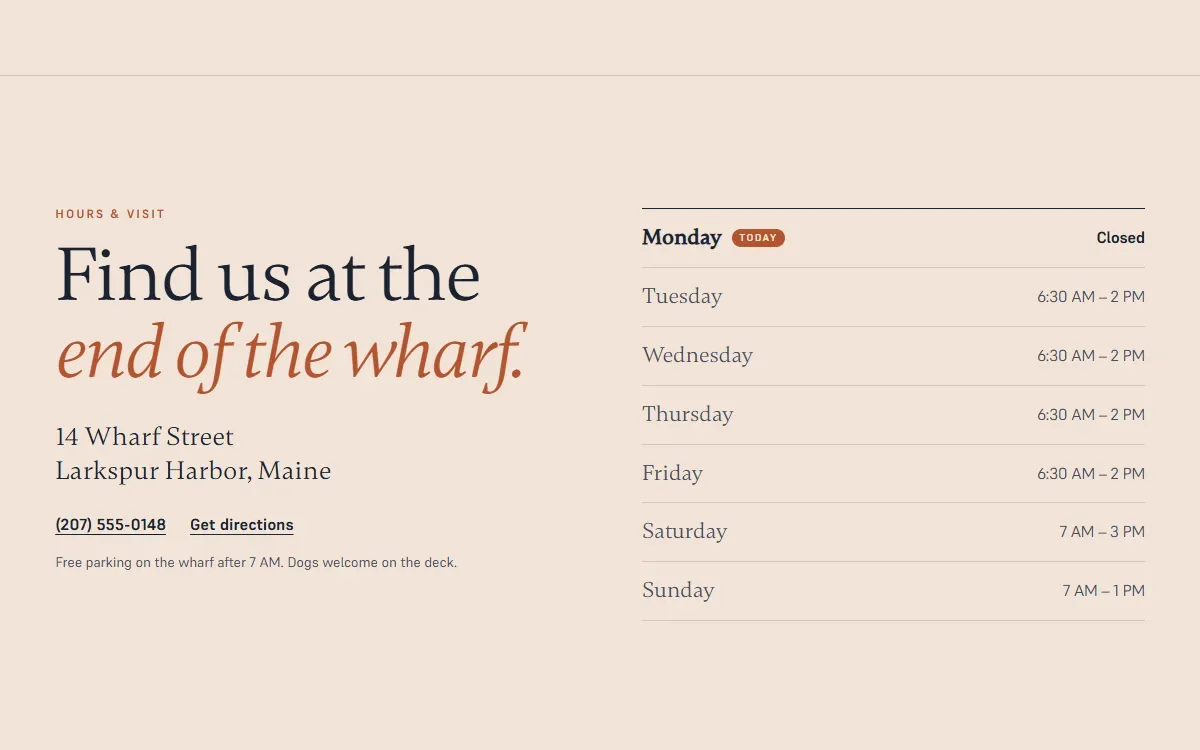 HOURS & VISIT
Find us at the
end of the wharf.
14 Wharf Street
Larkspur Harbor, Maine
(207) 555-0148 Get directions
Free parking on the wharf after 7 AM. Dogs welcome on the deck.
Monday TODAY Closed
Tuesday 6:30 AM – 2 PM
Wednesday 6:30 AM – 2 PM
Thursday 6:30 AM – 2 PM
Friday 6:30 AM – 2 PM
Saturday 7 AM – 3 PM
Sunday 7 AM – 1 PM